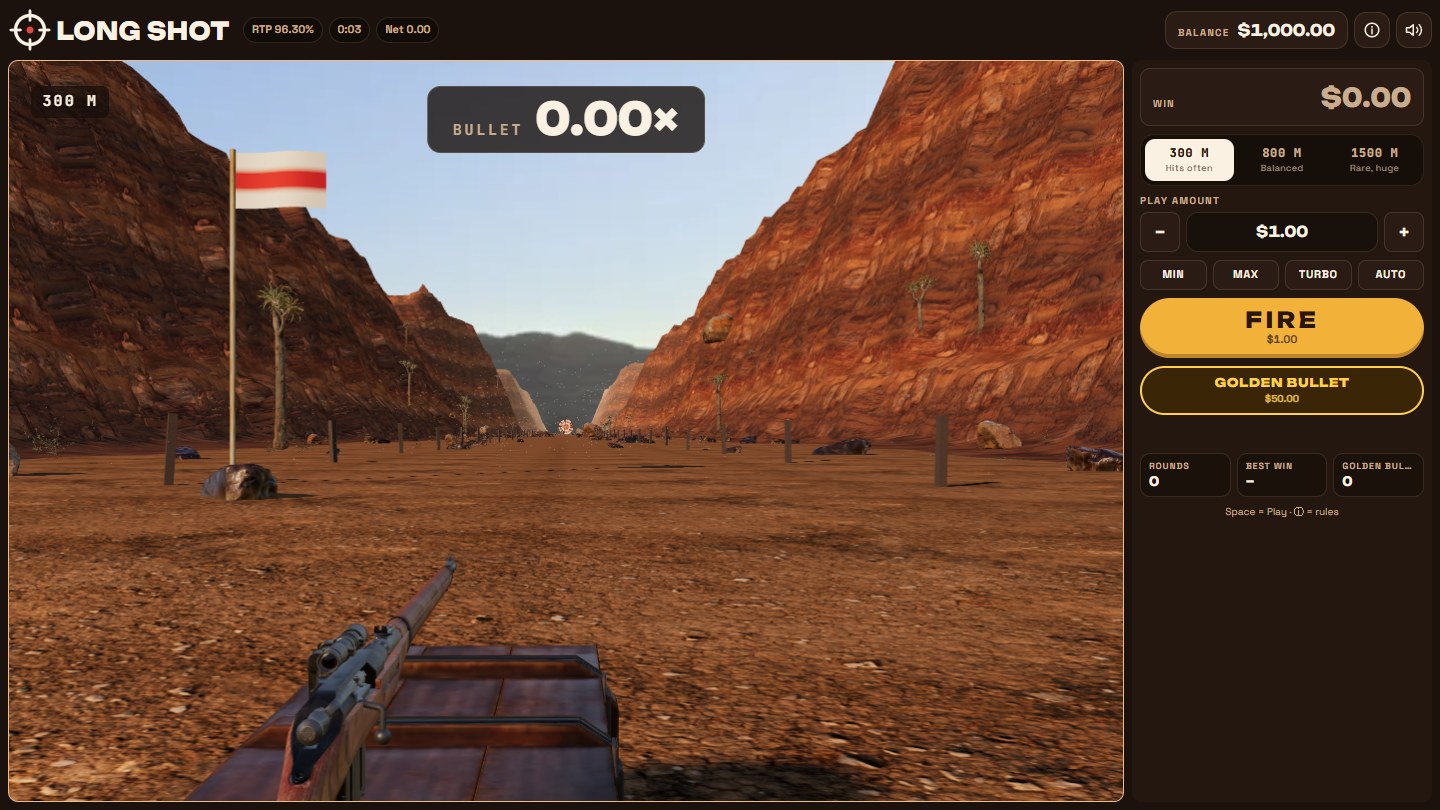 LONG SHOT
RTP 96.30%
0:03
Net 0.00
BALANCE $1,000.00
300 M
BULLET 0.00×
WIN $0.00
300 M
Hits often
800 M
Balanced
1500 M
Rare, huge
PLAY AMOUNT
−
$1.00
+
MIN
MAX
TURBO
AUTO
FIRE
$1.00
GOLDEN BULLET
$50.00
ROUNDS
0
BEST WIN
–
GOLDEN BUL...
0
Space = Play · ⓘ = rules